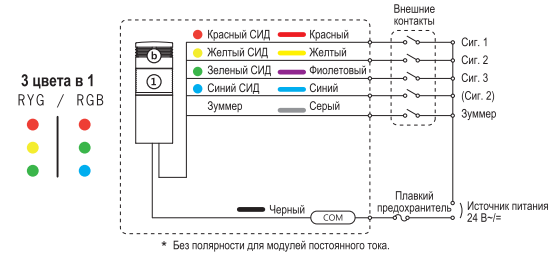 Внешние
контакты
Красный СИД Красный Сиг. 1
Желтый СИД Желтый Сиг. 2
Зеленый СИД Фиолетовый Сиг. 3
Синий СИД Синий (Сиг. 2)
Зуммер Серый Зуммер
b
1
3 цвета в 1
RYG / RGB
Черный COM
Плавкий
предохранитель
Источник питания
24 В~/=
* Без полярности для модулей постоянного тока.